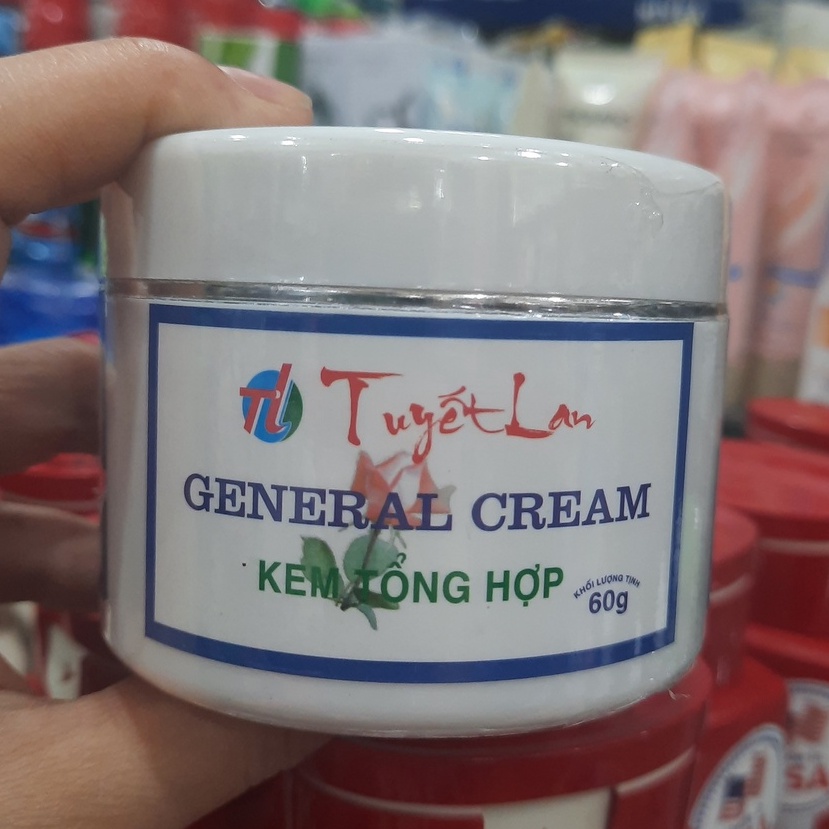 TL Tuyết Lan
GENERAL CREAM
KEM TỔNG HỢP
KHỐI LƯỢNG TỊNH
60g